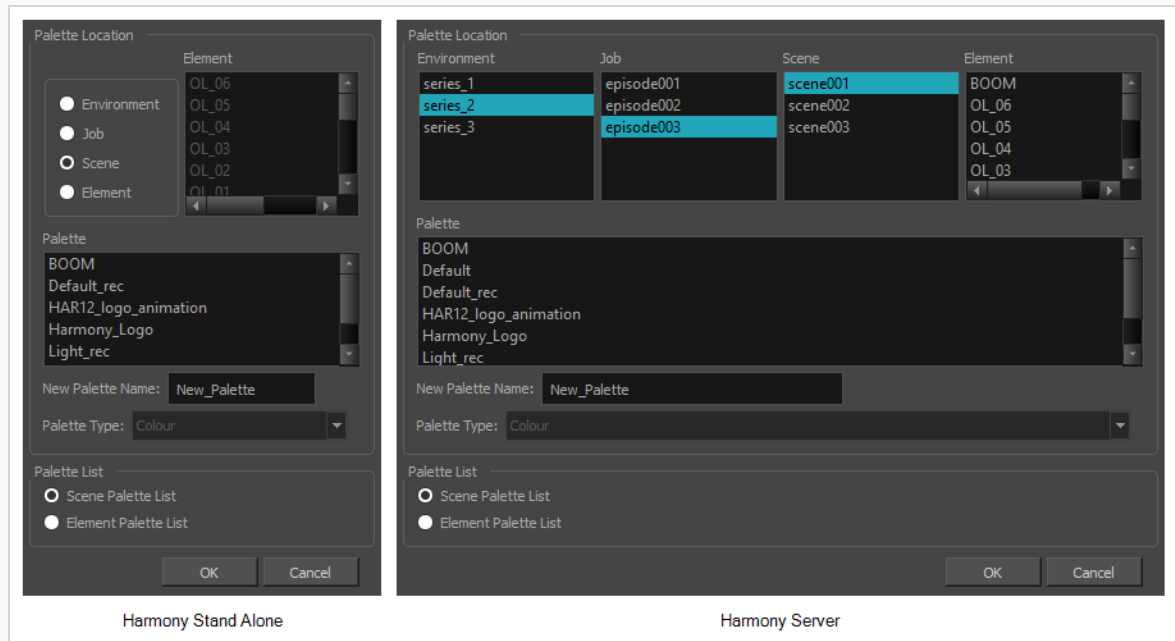 Palette Location
Element
Environment
Job
Scene
Element
OL_06
OL_05
OL_04
OL_03
OL_02
OL_01
Palette
BOOM
Default_rec
HAR12_logo_animation
Harmony_Logo
Light_rec
New Palette Name: New_Palette
Palette Type: Colour
Palette List
Scene Palette List
Element Palette List
OK Cancel
Harmony Stand Alone
Palette Location
Environment Job Scene Element
series_1 episode001 scene001 BOOM
series_2 episode002 scene002 OL_06
series_3 episode003 scene003 OL_05
OL_04
OL_03
Palette
BOOM
Default
Default_rec
HAR12_logo_animation
Harmony_Logo
Light_rec
New Palette Name: New_Palette
Palette Type: Colour
Palette List
Scene Palette List
Element Palette List
OK Cancel
Harmony Server